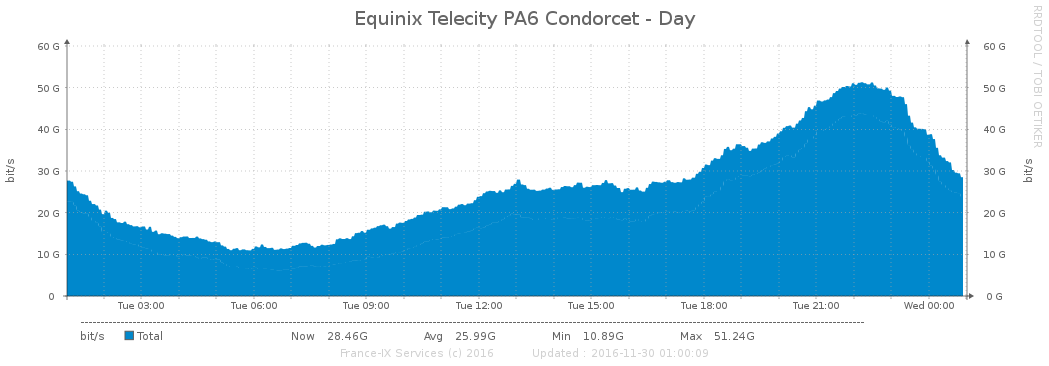 Equinix Telecity PA6 Condorcet - Day
RRDTOOL / TOBI OETIKER
60 G 60 G
50 G 50 G
40 G 40 G
30 G 30 G
20 G 20 G
10 G 10 G
0 0 G
bit/s bit/s
Tue 03:00 Tue 06:00 Tue 09:00 Tue 12:00 Tue 15:00 Tue 18:00 Tue 21:00 Wed 00:00
bit/s Total Now 28.46G Avg 25.99G Min 10.89G Max 51.24G
France-IX Services (c) 2016 Updated : 2016-11-30 01:00:09